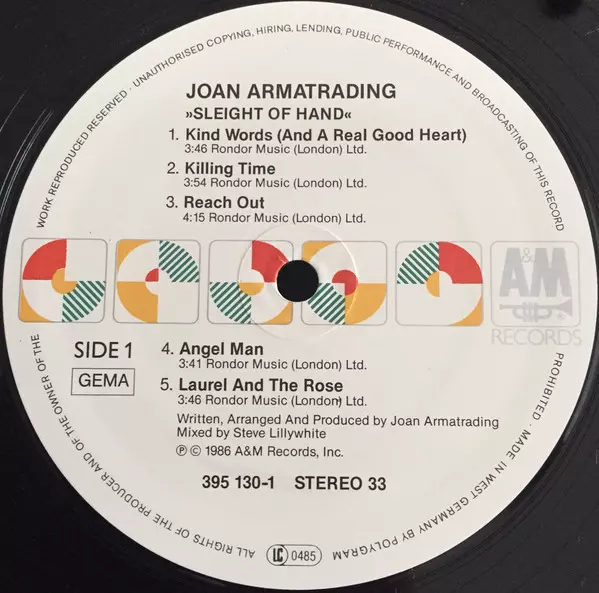 WORK REPRODUCED RESERVED · UNAUTHORISED COPYING, HIRING, LENDING, PUBLIC PERFORMANCE AND BROADCASTING OF THIS RECORD
JOAN ARMATRADING
»SLEIGHT OF HAND«
1. Kind Words (And A Real Good Heart)
3:46 Rondor Music (London) Ltd.
2. Killing Time
3:54 Rondor Music (London) Ltd.
3. Reach Out
4:15 Rondor Music (London) Ltd.
A&M
RECORDS
SIDE 1
GEMA
4. Angel Man
3:41 Rondor Music (London) Ltd.
5. Laurel And The Rose
3:46 Rondor Music (London) Ltd.
Written, Arranged And Produced by Joan Armatrading
Mixed by Steve Lillywhite
Ⓟ © 1986 A&M Records, Inc.
395 130-1 STEREO 33
LC 0485
PROHIBITED · MADE IN WEST GERMANY BY POLYGRAM
ALL RIGHTS OF THE PRODUCER AND OF THE OWNER OF THE